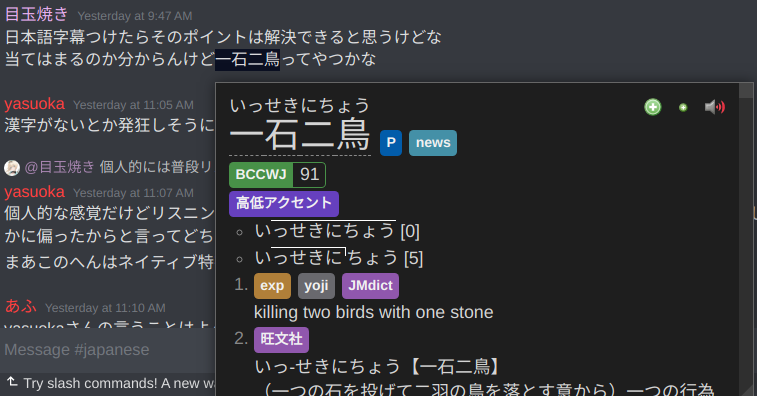 目玉焼き Yesterday at 9:47 AM
日本語字幕つけたらそのポイントは解決できると思うけどな
当てはまるのか分からんけど一石二鳥ってやつかな
yasuoka Yesterday at 11:05 AM
漢字がないとか発狂しそうに
@目玉焼き 個人的には普段リ
yasuoka Yesterday at 11:07 AM
個人的な感覚だけどリスニン
かに偏ったからと言ってどち
まあこのへんはネイティブ特
あふ Yesterday at 11:10 AM
yasuokaさんの言うことはよ
Message #japanese
Try slash commands! A new wa
いっせきにちょう
一石二鳥 P news
BCCWJ 91
高低アクセント
いっせきにちょう [0]
いっせきにちょう [5]
1. exp yoji JMdict
killing two birds with one stone
2. 旺文社
いっ-せきにちょう【一石二鳥】
（一つの石を投げて二羽の鳥を落とす意から）一つの行為